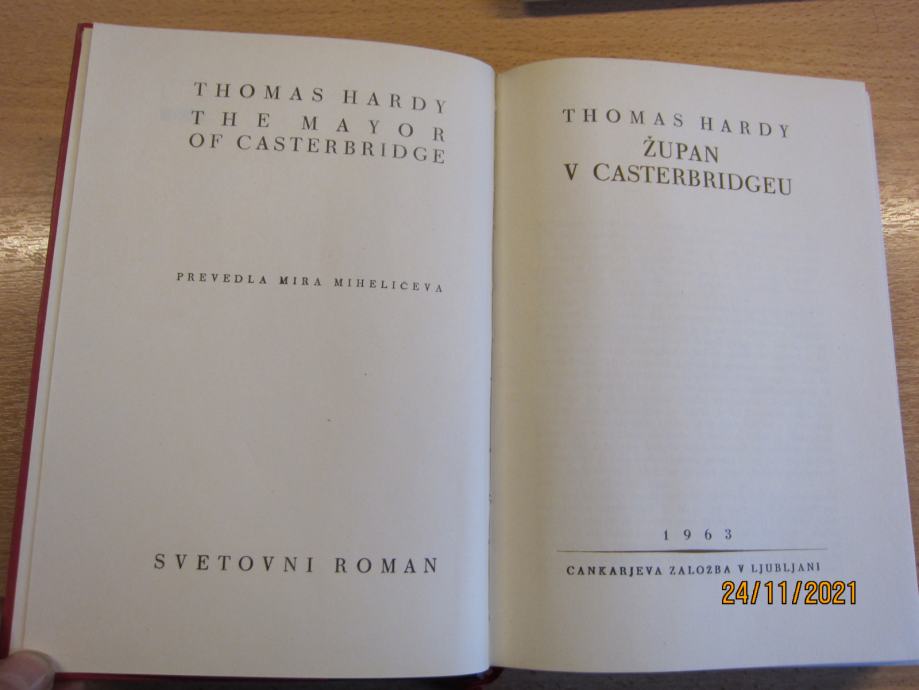 THOMAS HARDY
THE MAYOR
OF CASTERBRIDGE
PREVEDLA MIRA MIHELIČEVA
SVETOVNI ROMAN
THOMAS HARDY
ŽUPAN
V CASTERBRIDGEU
1963
CANKARJEVA ZALOŽBA V LJUBLJANI
24/11/2021